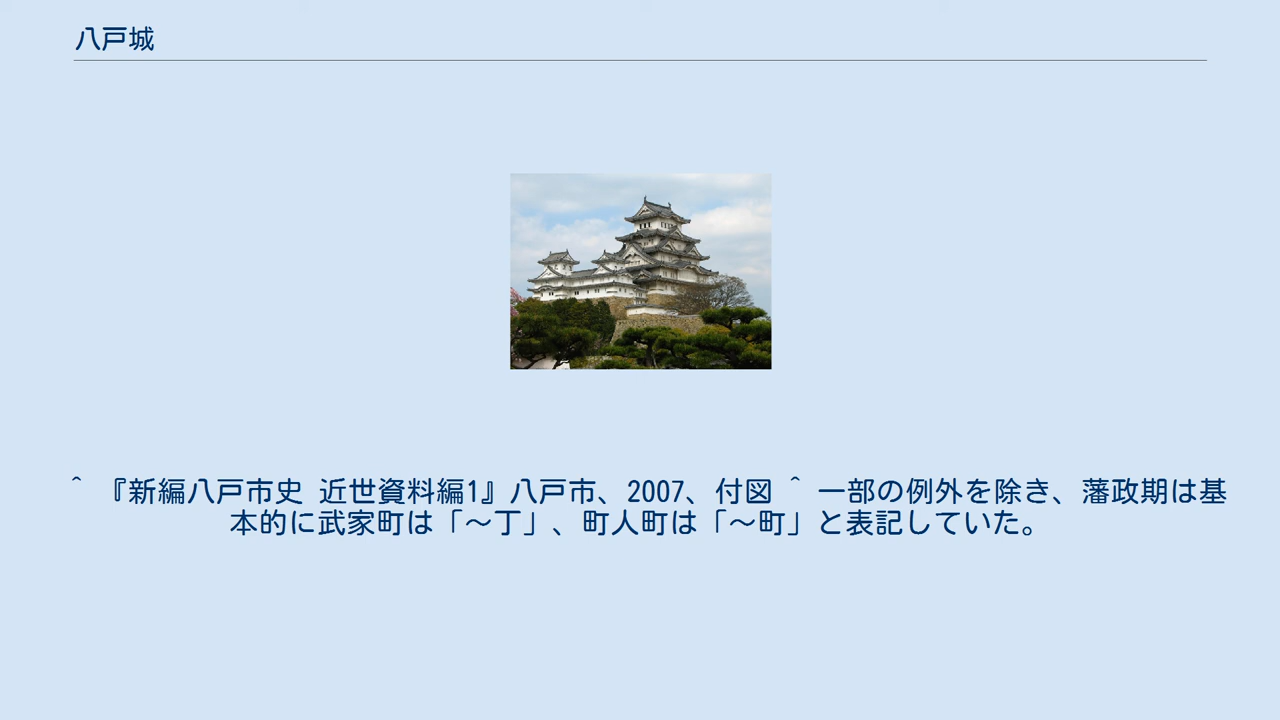 八戸城
^ 『新編八戸市史 近世資料編1』八戸市、2007、付図 ^ 一部の例外を除き、藩政期は基
本的に武家町は「～丁」、町人町は「～町」と表記していた。